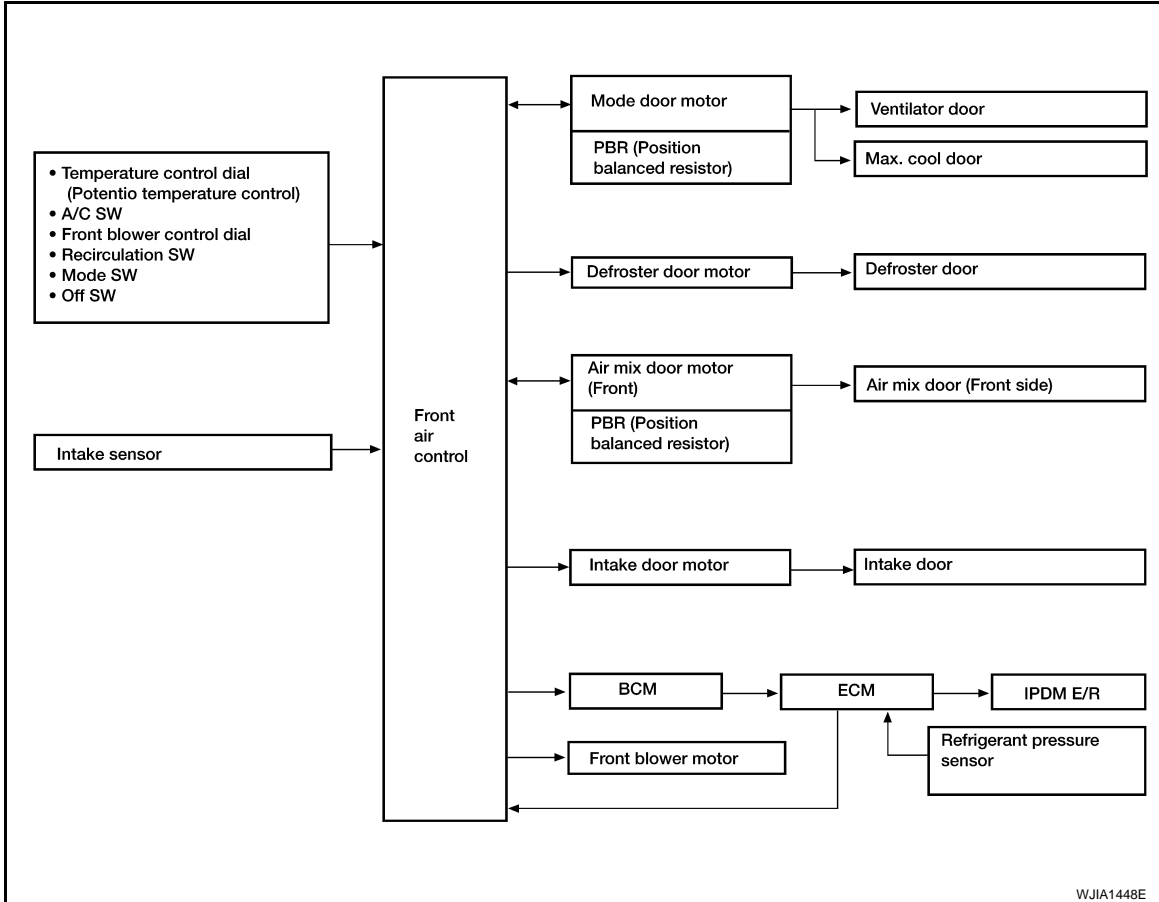 • Temperature control dial
(Potentio temperature control)
• A/C SW
• Front blower control dial
• Recirculation SW
• Mode SW
• Off SW
Intake sensor
Front
air
control
Mode door motor
PBR (Position
balanced resistor)
Ventilator door
Max. cool door
Defroster door motor
Defroster door
Air mix door motor
(Front)
PBR (Position
balanced resistor)
Air mix door (Front side)
Intake door motor
Intake door
BCM
ECM
IPDM E/R
Refrigerant pressure
sensor
Front blower motor
WJIA1448E